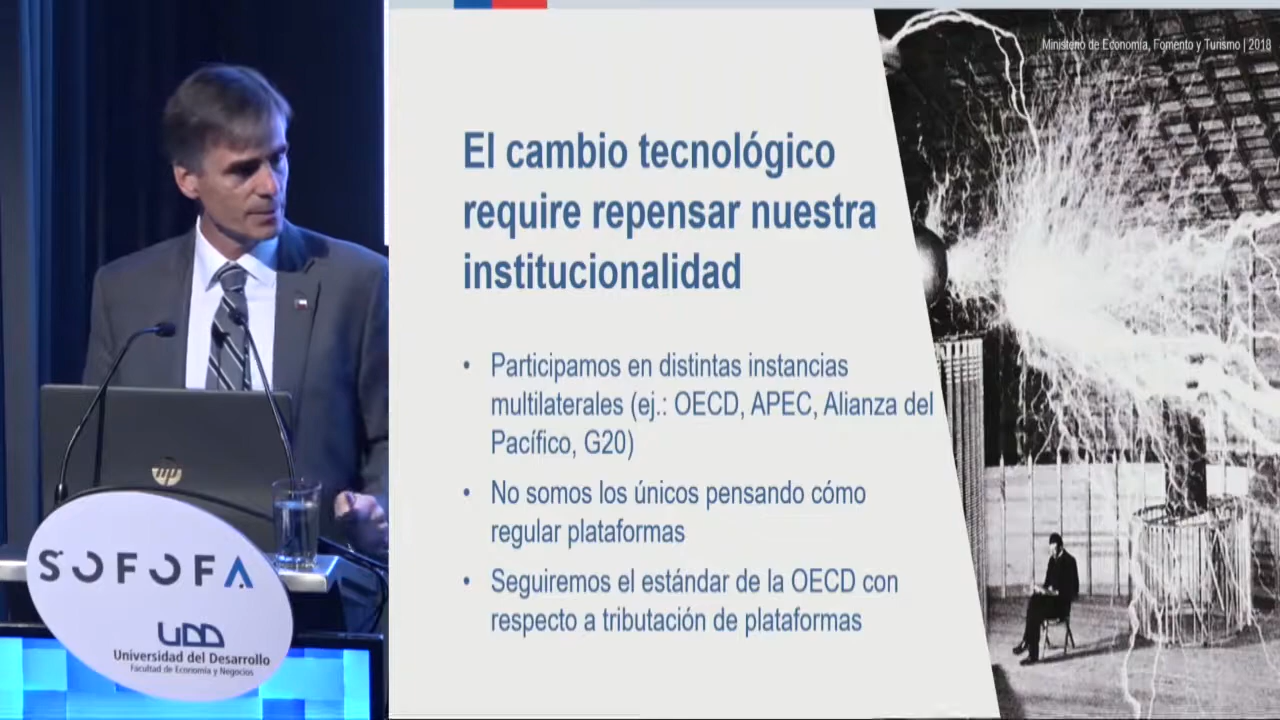 Ministerio de Economía, Fomento y Turismo | 2018
El cambio tecnológico
require repensar nuestra
institucionalidad
• Participamos en distintas instancias
multilaterales (ej.: OECD, APEC, Alianza del
Pacífico, G20)
• No somos los únicos pensando cómo
regular plataformas
• Seguiremos el estándar de la OECD con
respecto a tributación de plataformas
hp
SOFOFA
UDD
Universidad del Desarrollo
Facultad de Economía y Negocios